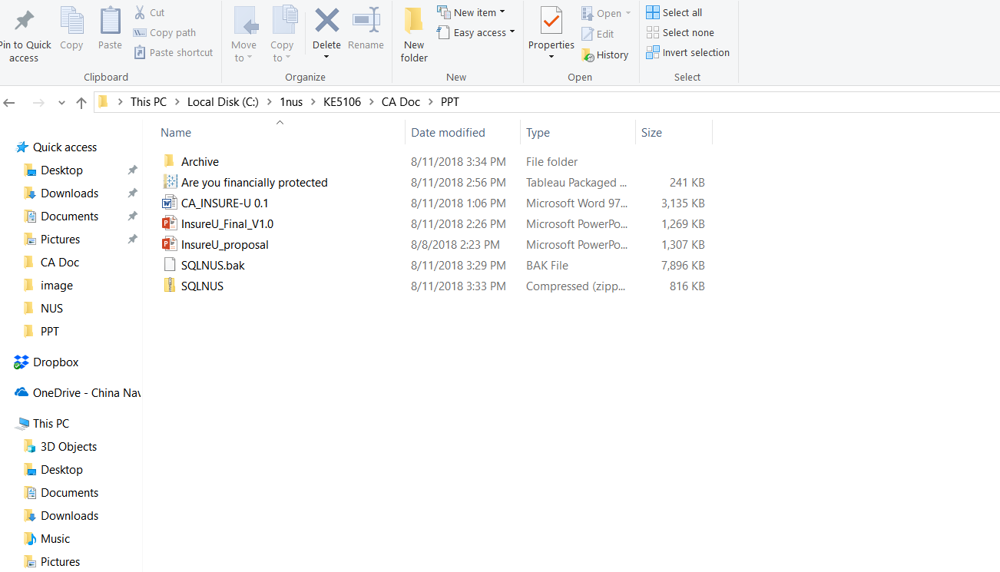 Pin to Quick access
Copy
Paste
Cut
Copy path
Paste shortcut
Clipboard
Move to
Copy to
Delete
Rename
Organize
New folder
New item
Easy access
New
Properties
Open
Edit
History
Open
Select all
Select none
Invert selection
Select
This PC > Local Disk (C:) > 1nus > KE5106 > CA Doc > PPT
Name Date modified Type Size
Archive 8/11/2018 3:34 PM File folder
Are you financially protected 8/11/2018 2:56 PM Tableau Packaged ... 241 KB
CA_INSURE-U 0.1 8/11/2018 1:06 PM Microsoft Word 97... 3,135 KB
InsureU_Final_V1.0 8/11/2018 2:26 PM Microsoft PowerPo... 1,269 KB
InsureU_proposal 8/8/2018 2:23 PM Microsoft PowerPo... 1,307 KB
SQLNUS.bak 8/11/2018 3:29 PM BAK File 7,896 KB
SQLNUS 8/11/2018 3:33 PM Compressed (zipp... 816 KB
Quick access
Desktop
Downloads
Documents
Pictures
CA Doc
image
NUS
PPT
Dropbox
OneDrive - China Nav
This PC
3D Objects
Desktop
Documents
Downloads
Music
Pictures